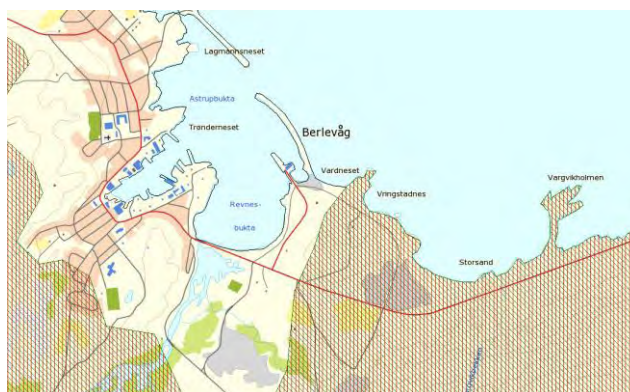 Lagmannsneset
Astrupbukta
Trønderneset
Berlevåg
Vardneset
Vargvikholmen
Vringstadnes
Revnes-
bukta
Storsand